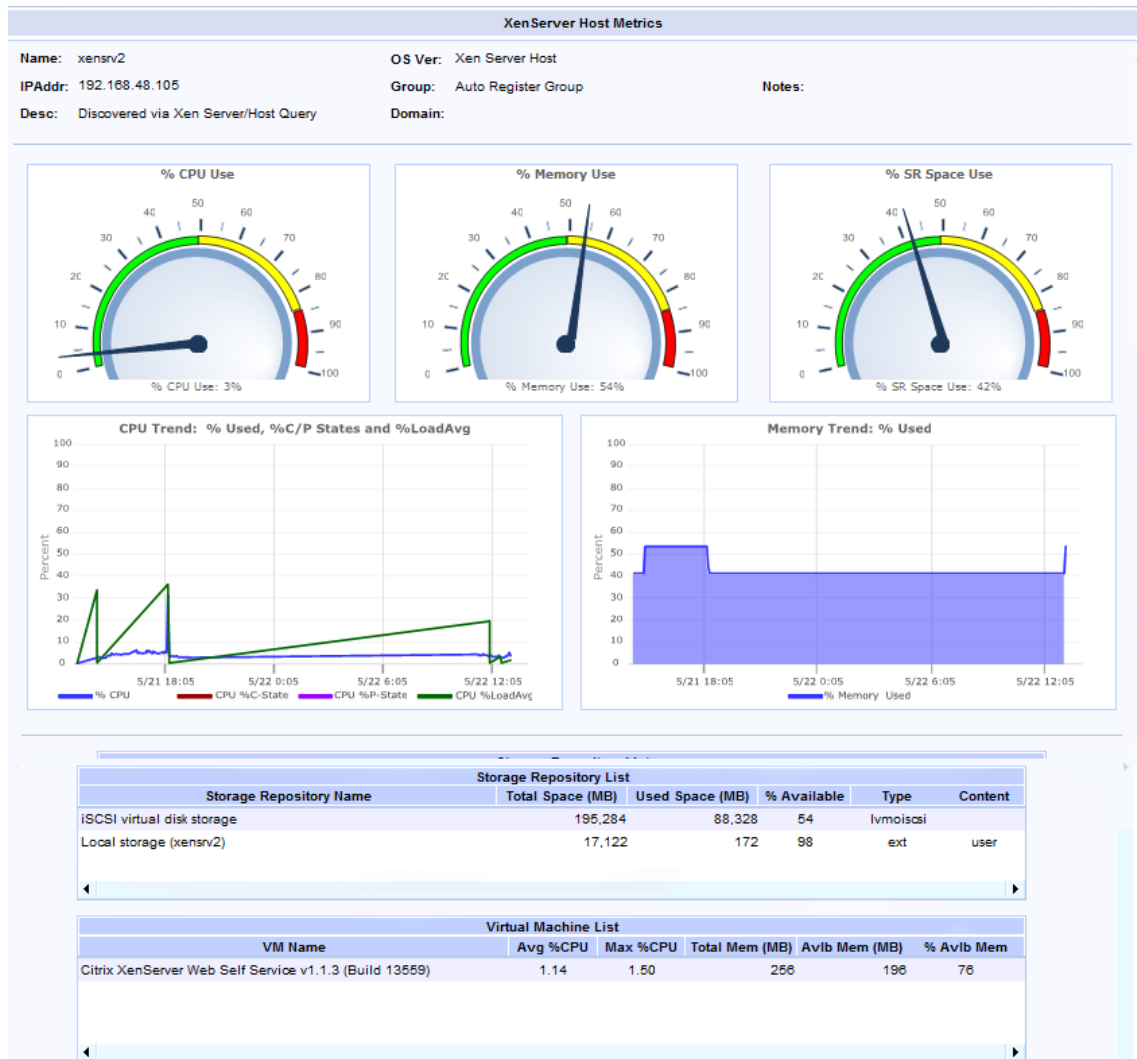 XenServer Host Metrics
Name: xensrv2 OS Ver: Xen Server Host
IPAddr: 192.168.48.105 Group: Auto Register Group Notes:
Desc: Discovered via Xen Server/Host Query Domain:
% CPU Use
0 10 20 30 40 50 60 70 80 90 100
% CPU Use: 3%
% Memory Use
0 10 20 30 40 50 60 70 80 90 100
% Memory Use: 54%
% SR Space Use
0 10 20 30 40 50 60 70 80 90 100
% SR Space Use: 42%
CPU Trend: % Used, %C/P States and %LoadAvg
100
90
80
70
60
50
40
30
20
10
0
Percent
5/21 18:05 5/22 0:05 5/22 6:05 5/22 12:05
% CPU CPU %C-State CPU %P-State CPU %LoadAvg
Memory Trend: % Used
100
90
80
70
60
50
40
30
20
10
0
Percent
5/21 18:05 5/22 0:05 5/22 6:05 5/22 12:05
% Memory Used
Storage Repository List
Storage Repository Name Total Space (MB) Used Space (MB) % Available Type Content
iSCSI virtual disk storage 195,284 88,328 54 lvmoiscsi
Local storage (xensrv2) 17,122 172 98 ext user
Virtual Machine List
VM Name Avg %CPU Max %CPU Total Mem (MB) Avlb Mem (MB) % Avlb Mem
Citrix XenServer Web Self Service v1.1.3 (Build 13559) 1.14 1.50 256 196 76